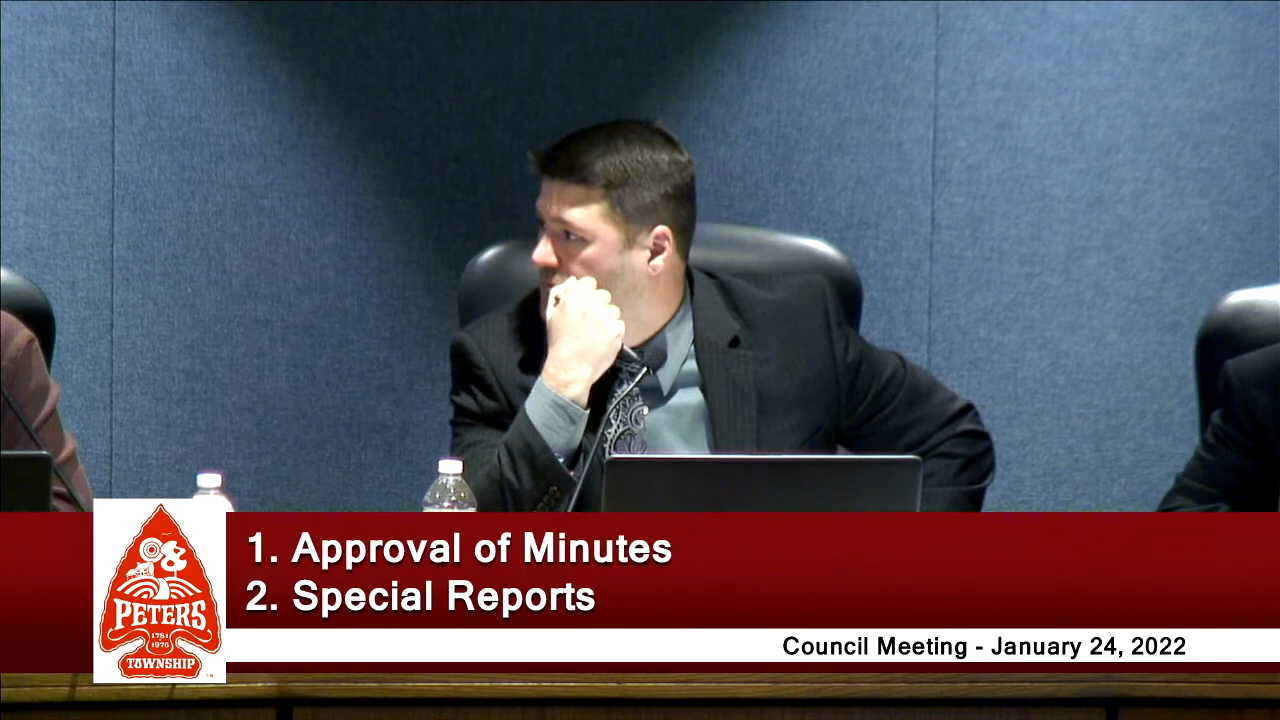 1. Approval of Minutes
2. Special Reports
PETERS
1781
1976
TOWNSHIP
Council Meeting - January 24, 2022